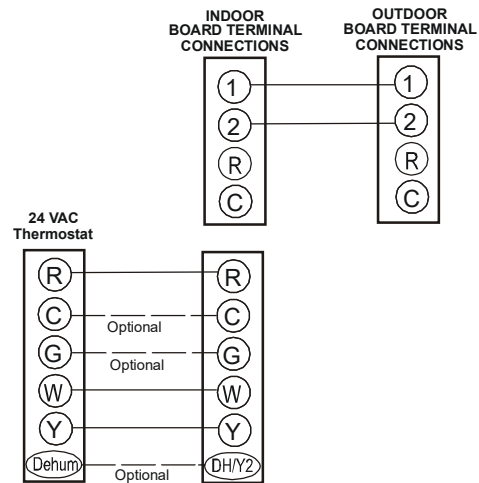 INDOOR
BOARD TERMINAL
CONNECTIONS
OUTDOOR
BOARD TERMINAL
CONNECTIONS
1 1
2 2
R R
C C
24 VAC
Thermostat
R R
C C
Optional
G G
Optional
W W
Y Y
Dehum DH/Y2
Optional